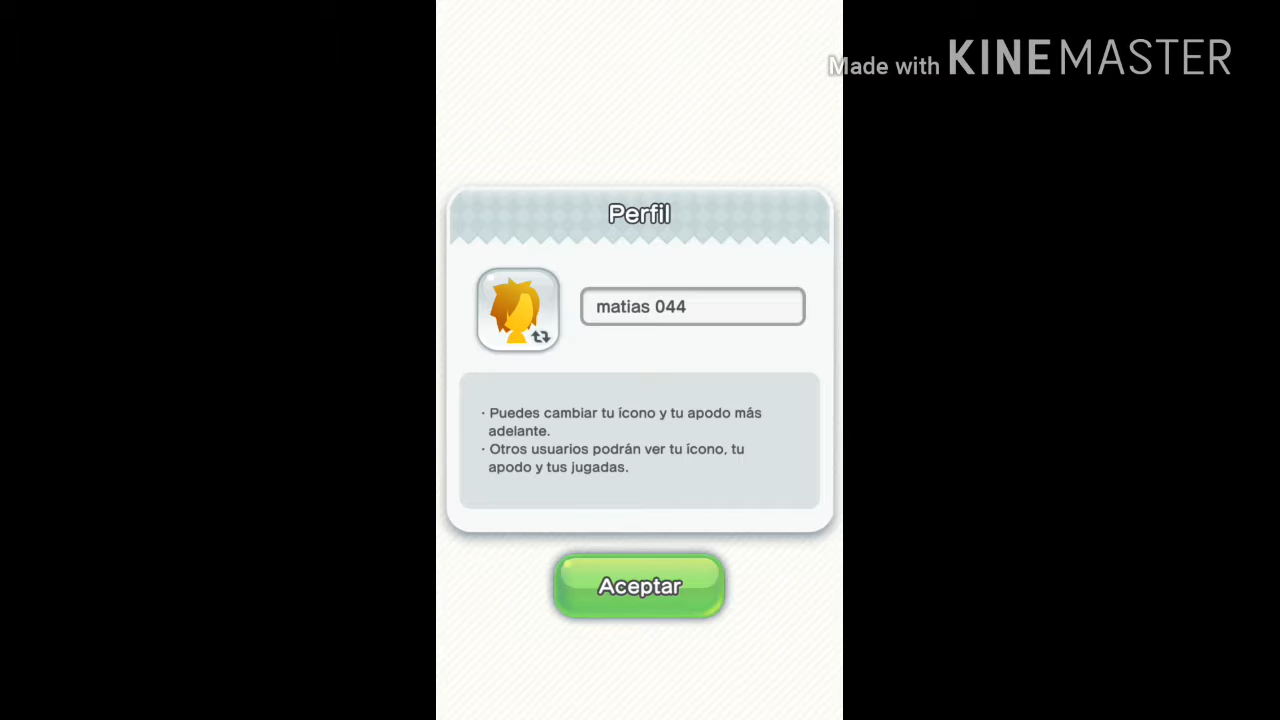 Made with KINEMASTER
Perfil
matias 044
· Puedes cambiar tu ícono y tu apodo más
adelante.
· Otros usuarios podrán ver tu ícono, tu
apodo y tus jugadas.
Aceptar